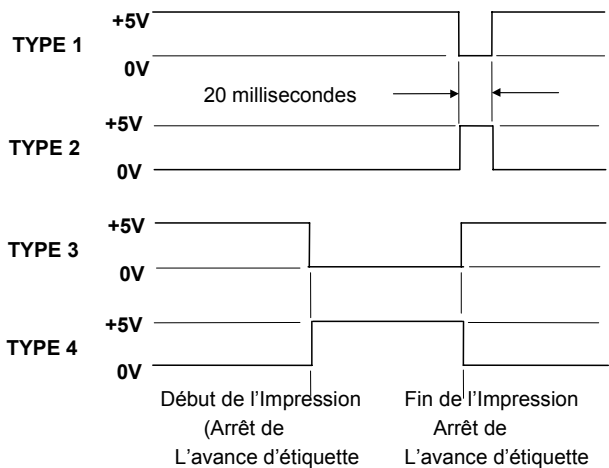 +5V
TYPE 1
0V
20 millisecondes
+5V
TYPE 2
0V
+5V
TYPE 3
0V
+5V
TYPE 4
0V
Début de l’Impression
(Arrêt de
L’avance d’étiquette
Fin de l’Impression
Arrêt de
L’avance d’étiquette